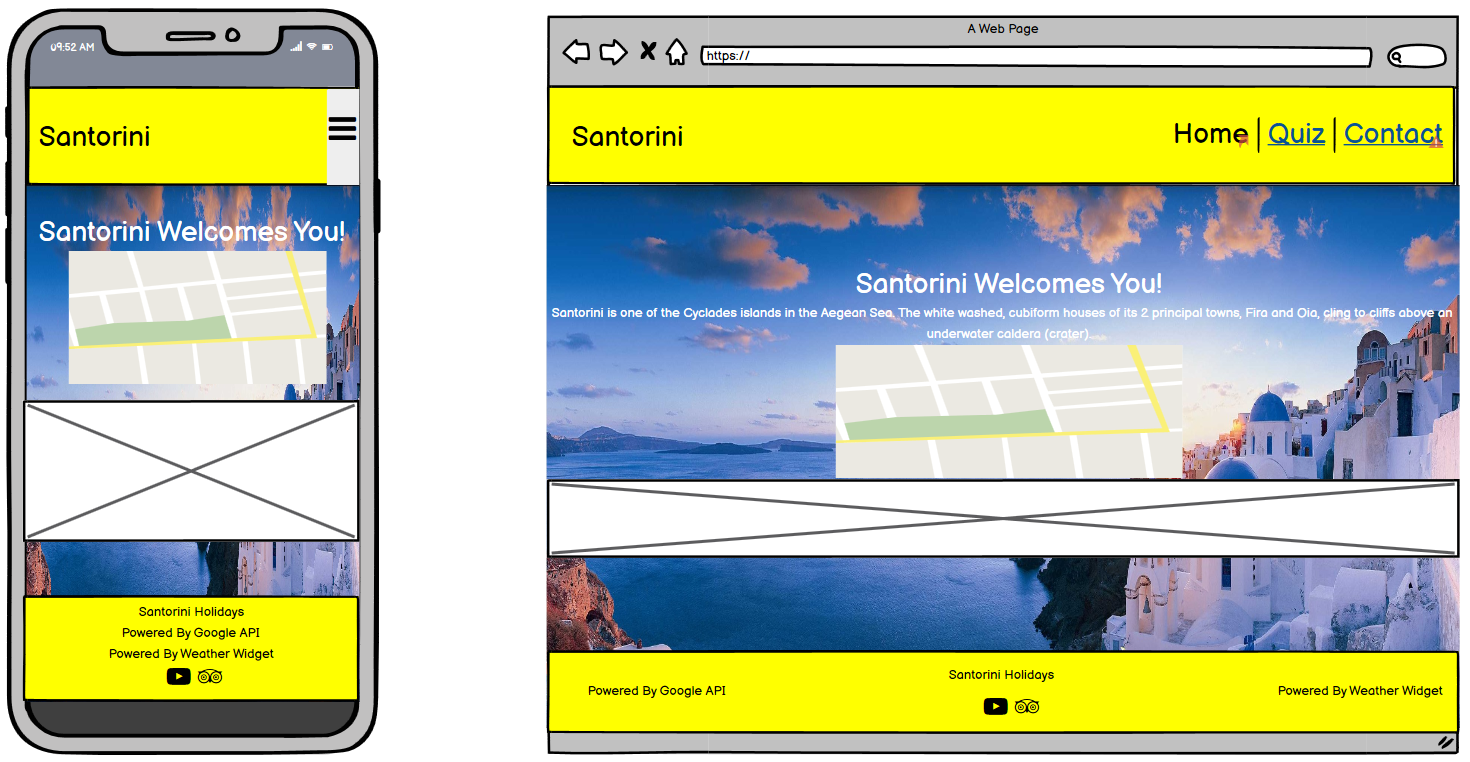 09:52 AM
Santorini
Santorini Welcomes You!
Santorini Holidays
Powered By Google API
Powered By Weather Widget
A Web Page
https://
Santorini
Home | Quiz | Contact
Santorini Welcomes You!
Santorini is one of the Cyclades islands in the Aegean Sea. The white washed, cubiform houses of its 2 principal towns, Fira and Oia, cling to cliffs above an
underwater caldera (crater)...
Santorini Holidays
Powered By Google API
Powered By Weather Widget